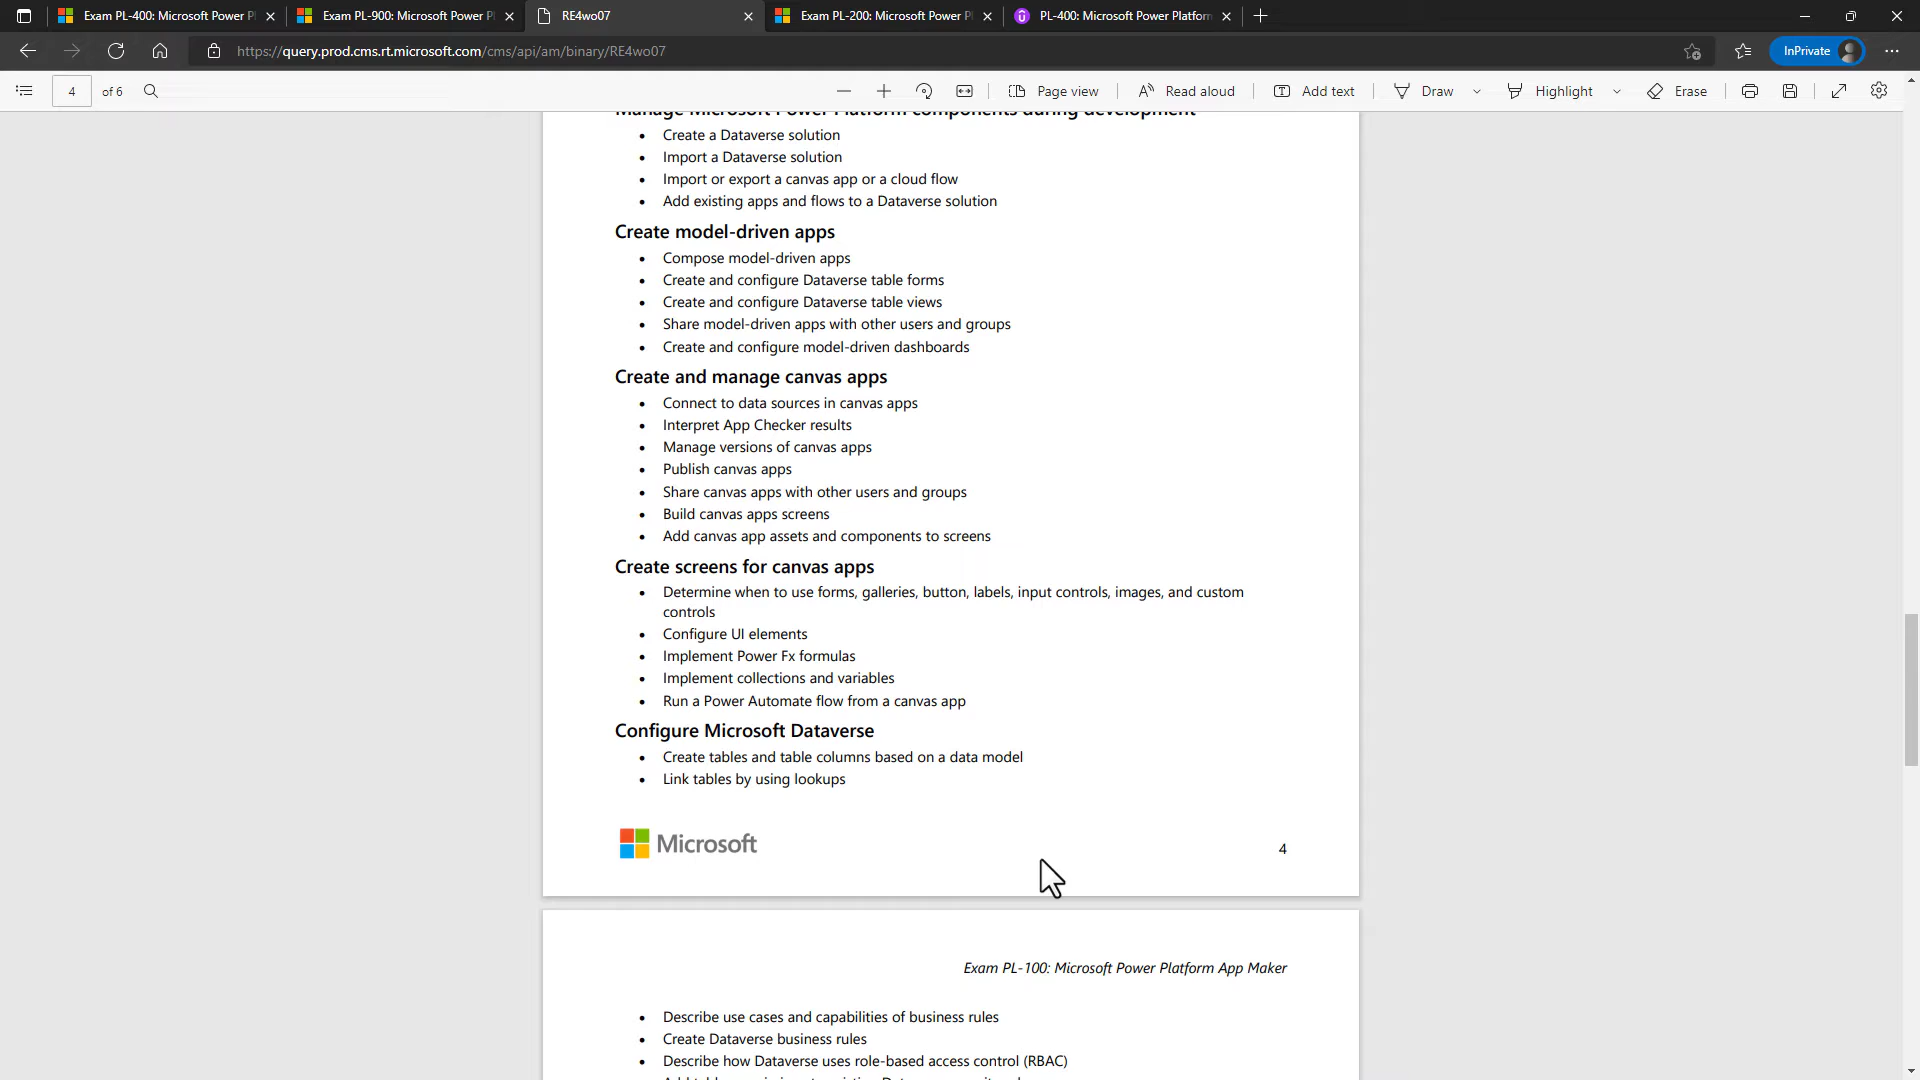 Exam PL-400: Microsoft Power P
Exam PL-900: Microsoft Power P
RE4wo07
Exam PL-200: Microsoft Power P
PL-400: Microsoft Power Platform
https://query.prod.cms.rt.microsoft.com/cms/api/am/binary/RE4wo07
InPrivate
4 of 6
Page view
Read aloud
Add text
Draw
Highlight
Erase
Manage Microsoft Power Platform components during development
• Create a Dataverse solution
• Import a Dataverse solution
• Import or export a canvas app or a cloud flow
• Add existing apps and flows to a Dataverse solution
Create model-driven apps
• Compose model-driven apps
• Create and configure Dataverse table forms
• Create and configure Dataverse table views
• Share model-driven apps with other users and groups
• Create and configure model-driven dashboards
Create and manage canvas apps
• Connect to data sources in canvas apps
• Interpret App Checker results
• Manage versions of canvas apps
• Publish canvas apps
• Share canvas apps with other users and groups
• Build canvas apps screens
• Add canvas app assets and components to screens
Create screens for canvas apps
• Determine when to use forms, galleries, button, labels, input controls, images, and custom
controls
• Configure UI elements
• Implement Power Fx formulas
• Implement collections and variables
• Run a Power Automate flow from a canvas app
Configure Microsoft Dataverse
• Create tables and table columns based on a data model
• Link tables by using lookups
Microsoft
4
Exam PL-100: Microsoft Power Platform App Maker
• Describe use cases and capabilities of business rules
• Create Dataverse business rules
• Describe how Dataverse uses role-based access control (RBAC)